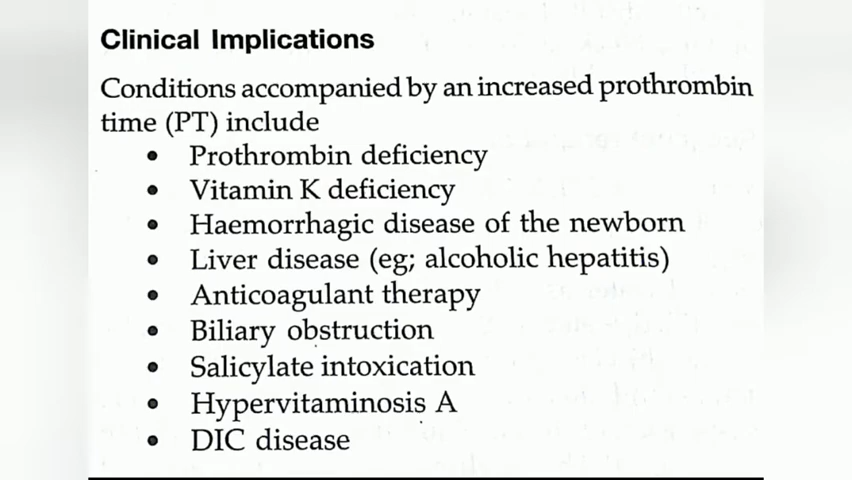 Clinical Implications
Conditions accompanied by an increased prothrombin
time (PT) include
• Prothrombin deficiency
• Vitamin K deficiency
• Haemorrhagic disease of the newborn
• Liver disease (eg; alcoholic hepatitis)
• Anticoagulant therapy
• Biliary obstruction
• Salicylate intoxication
• Hypervitaminosis A
• DIC disease